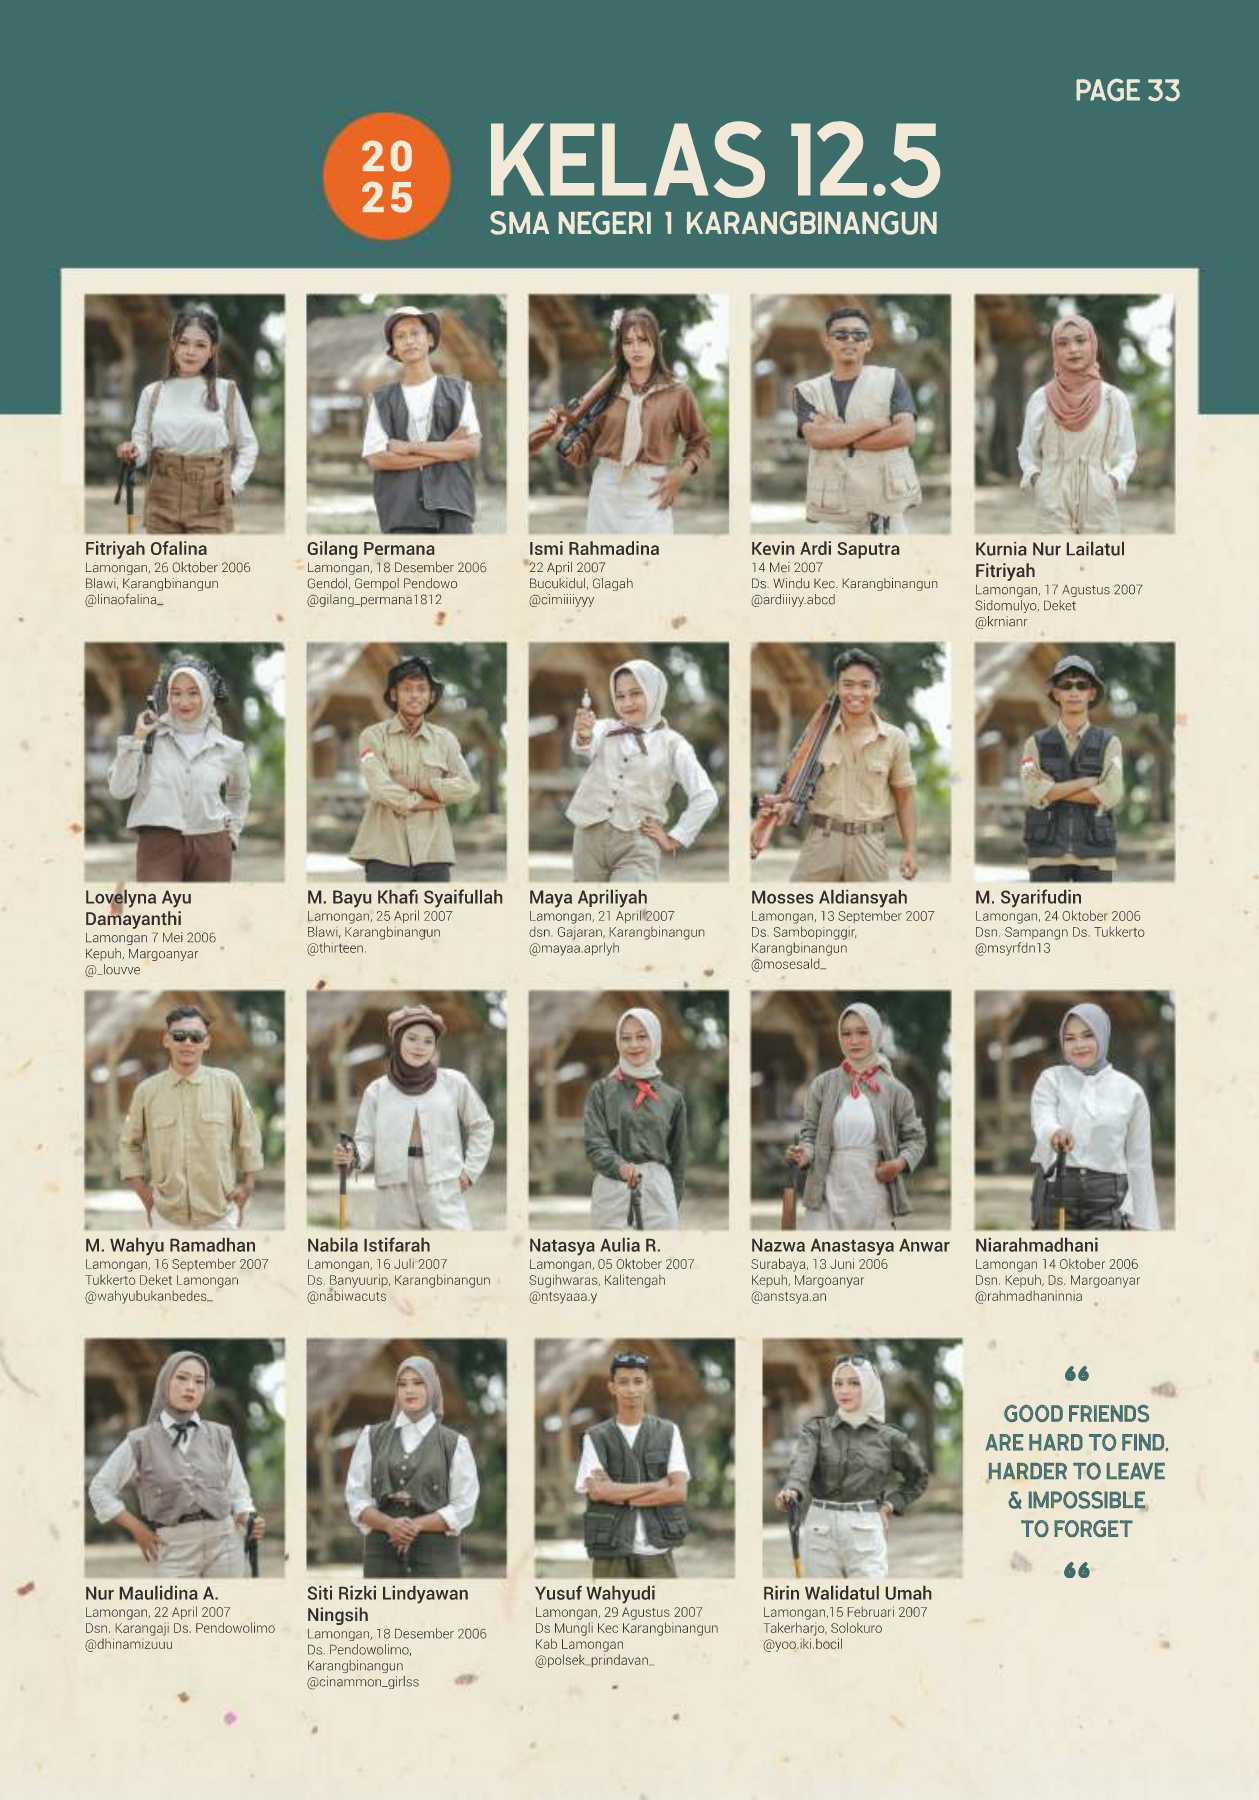 PAGE 33
20
25
KELAS 12.5
SMA NEGERI 1 KARANGBINANGUN
Fitriyah Ofalina
Lamongan, 26 Oktober 2006
Blawi, Karangbinangun
@linaofalina_
Gilang Permana
Lamongan, 18 Desember 2006
Gendol, Gempol Pendowo
@gilang_permana1812
Ismi Rahmadina
22 April 2007
Bucukidul, Glagah
@cimiiiiyyy
Kevin Ardi Saputra
14 Mei 2007
Ds. Windu Kec. Karangbinangun
@ardiiiyy.abcd
Kurnia Nur Lailatul
Fitriyah
Lamongan, 17 Agustus 2007
Sidomulyo, Deket
@krnianr
Lovelyna Ayu
Damayanthi
Lamongan 7 Mei 2006
Kepuh, Margoanyar
@_louvve
M. Bayu Khafi Syaifullah
Lamongan, 25 April 2007
Blawi, Karangbinangun
@thirteen.
Maya Apriliyah
Lamongan, 21 April 2007
dsn. Gajaran, Karangbinangun
@mayaa.aprlyh
Mosses Aldiansyah
Lamongan, 13 September 2007
Ds. Sambopinggir,
Karangbinangun
@mosesald_
M. Syarifudin
Lamongan, 24 Oktober 2006
Dsn. Sampangn Ds. Tukkerto
@msyrfdn13
M. Wahyu Ramadhan
Lamongan, 16 September 2007
Tukkerto Deket Lamongan
@wahyubukanbedes_
Nabila Istifarah
Lamongan, 16 Juli 2007
Ds. Banyuurip, Karangbinangun
@nabiwacuts
Natasya Aulia R.
Lamongan, 05 Oktober 2007
Sugihwaras, Kalitengah
@ntsyaaa.y
Nazwa Anastasya Anwar
Surabaya, 13 Juni 2006
Kepuh, Margoanyar
@anstsya.an
Niarahmadhani
Lamongan 14 Oktober 2006
Dsn. Kepuh, Ds. Margoanyar
@rahmadhaninnia
Nur Maulidina A.
Lamongan, 22 April 2007
Dsn. Karangaji Ds. Pendowolimo
@dhinamizuuu
Siti Rizki Lindyawan
Ningsih
Lamongan, 18 Desember 2006
Ds. Pendowolimo,
Karangbinangun
@cinammon_girlss
Yusuf Wahyudi
Lamongan, 29 Agustus 2007
Ds Mungli Kec Karangbinangun
Kab Lamongan
@polsek_prindavan_
Ririn Walidatul Umah
Lamongan,15 Februari 2007
Takerharjo, Solokuro
@yoo.iki.bocil
❝
GOOD FRIENDS
ARE HARD TO FIND,
HARDER TO LEAVE
& IMPOSSIBLE
TO FORGET
❝